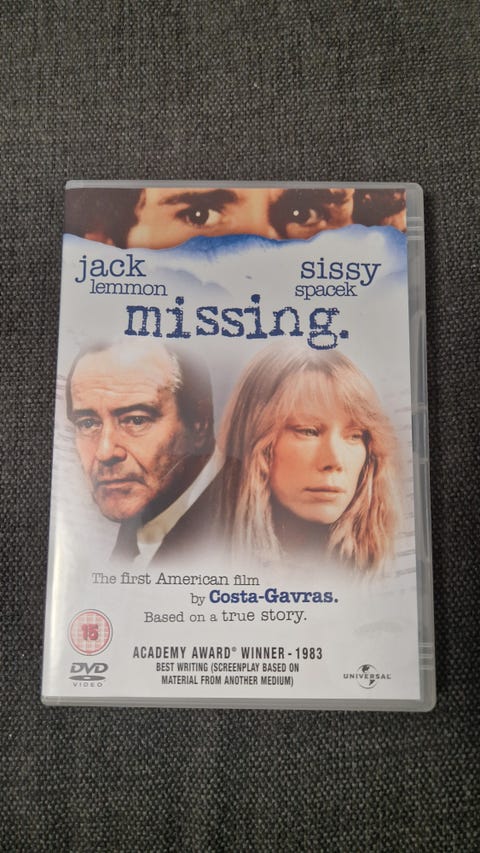 jack sissy
lemmon spacek
missing.
The first American film
by Costa-Gavras.
Based on a true story.
15
ACADEMY AWARD® WINNER - 1983
BEST WRITING (SCREENPLAY BASED ON
MATERIAL FROM ANOTHER MEDIUM)
DVD
VIDEO
UNIVERSAL